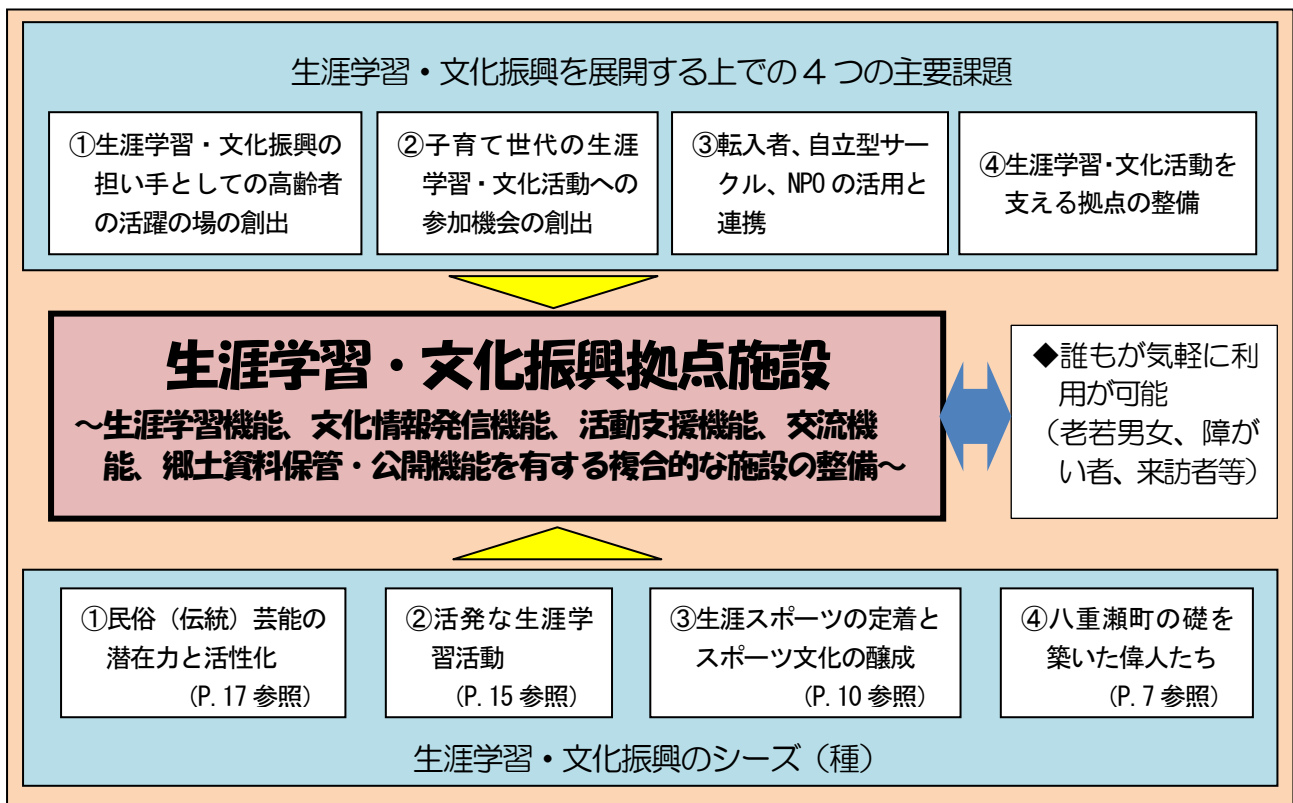 生涯学習・文化振興を展開する上での４つの主要課題
①生涯学習・文化振興の
担い手としての高齢者
の活躍の場の創出
②子育て世代の生涯
学習・文化活動への
参加機会の創出
③転入者、自立型サー
クル、NPOの活用と
連携
④生涯学習・文化活動を
支える拠点の整備
生涯学習・文化振興拠点施設
～生涯学習機能、文化情報発信機能、活動支援機能、交流機
能、郷土資料保管・公開機能を有する複合的な施設の整備～
◆誰もが気軽に利
用が可能
（老若男女、障が
い者、来訪者等）
①民俗（伝統）芸能の
潜在力と活性化
（P.17 参照）
②活発な生涯学
習活動
（P.15 参照）
③生涯スポーツの定着と
スポーツ文化の醸成
（P.10 参照）
④八重瀬町の礎を
築いた偉人たち
（P.7 参照）
生涯学習・文化振興のシーズ（種）